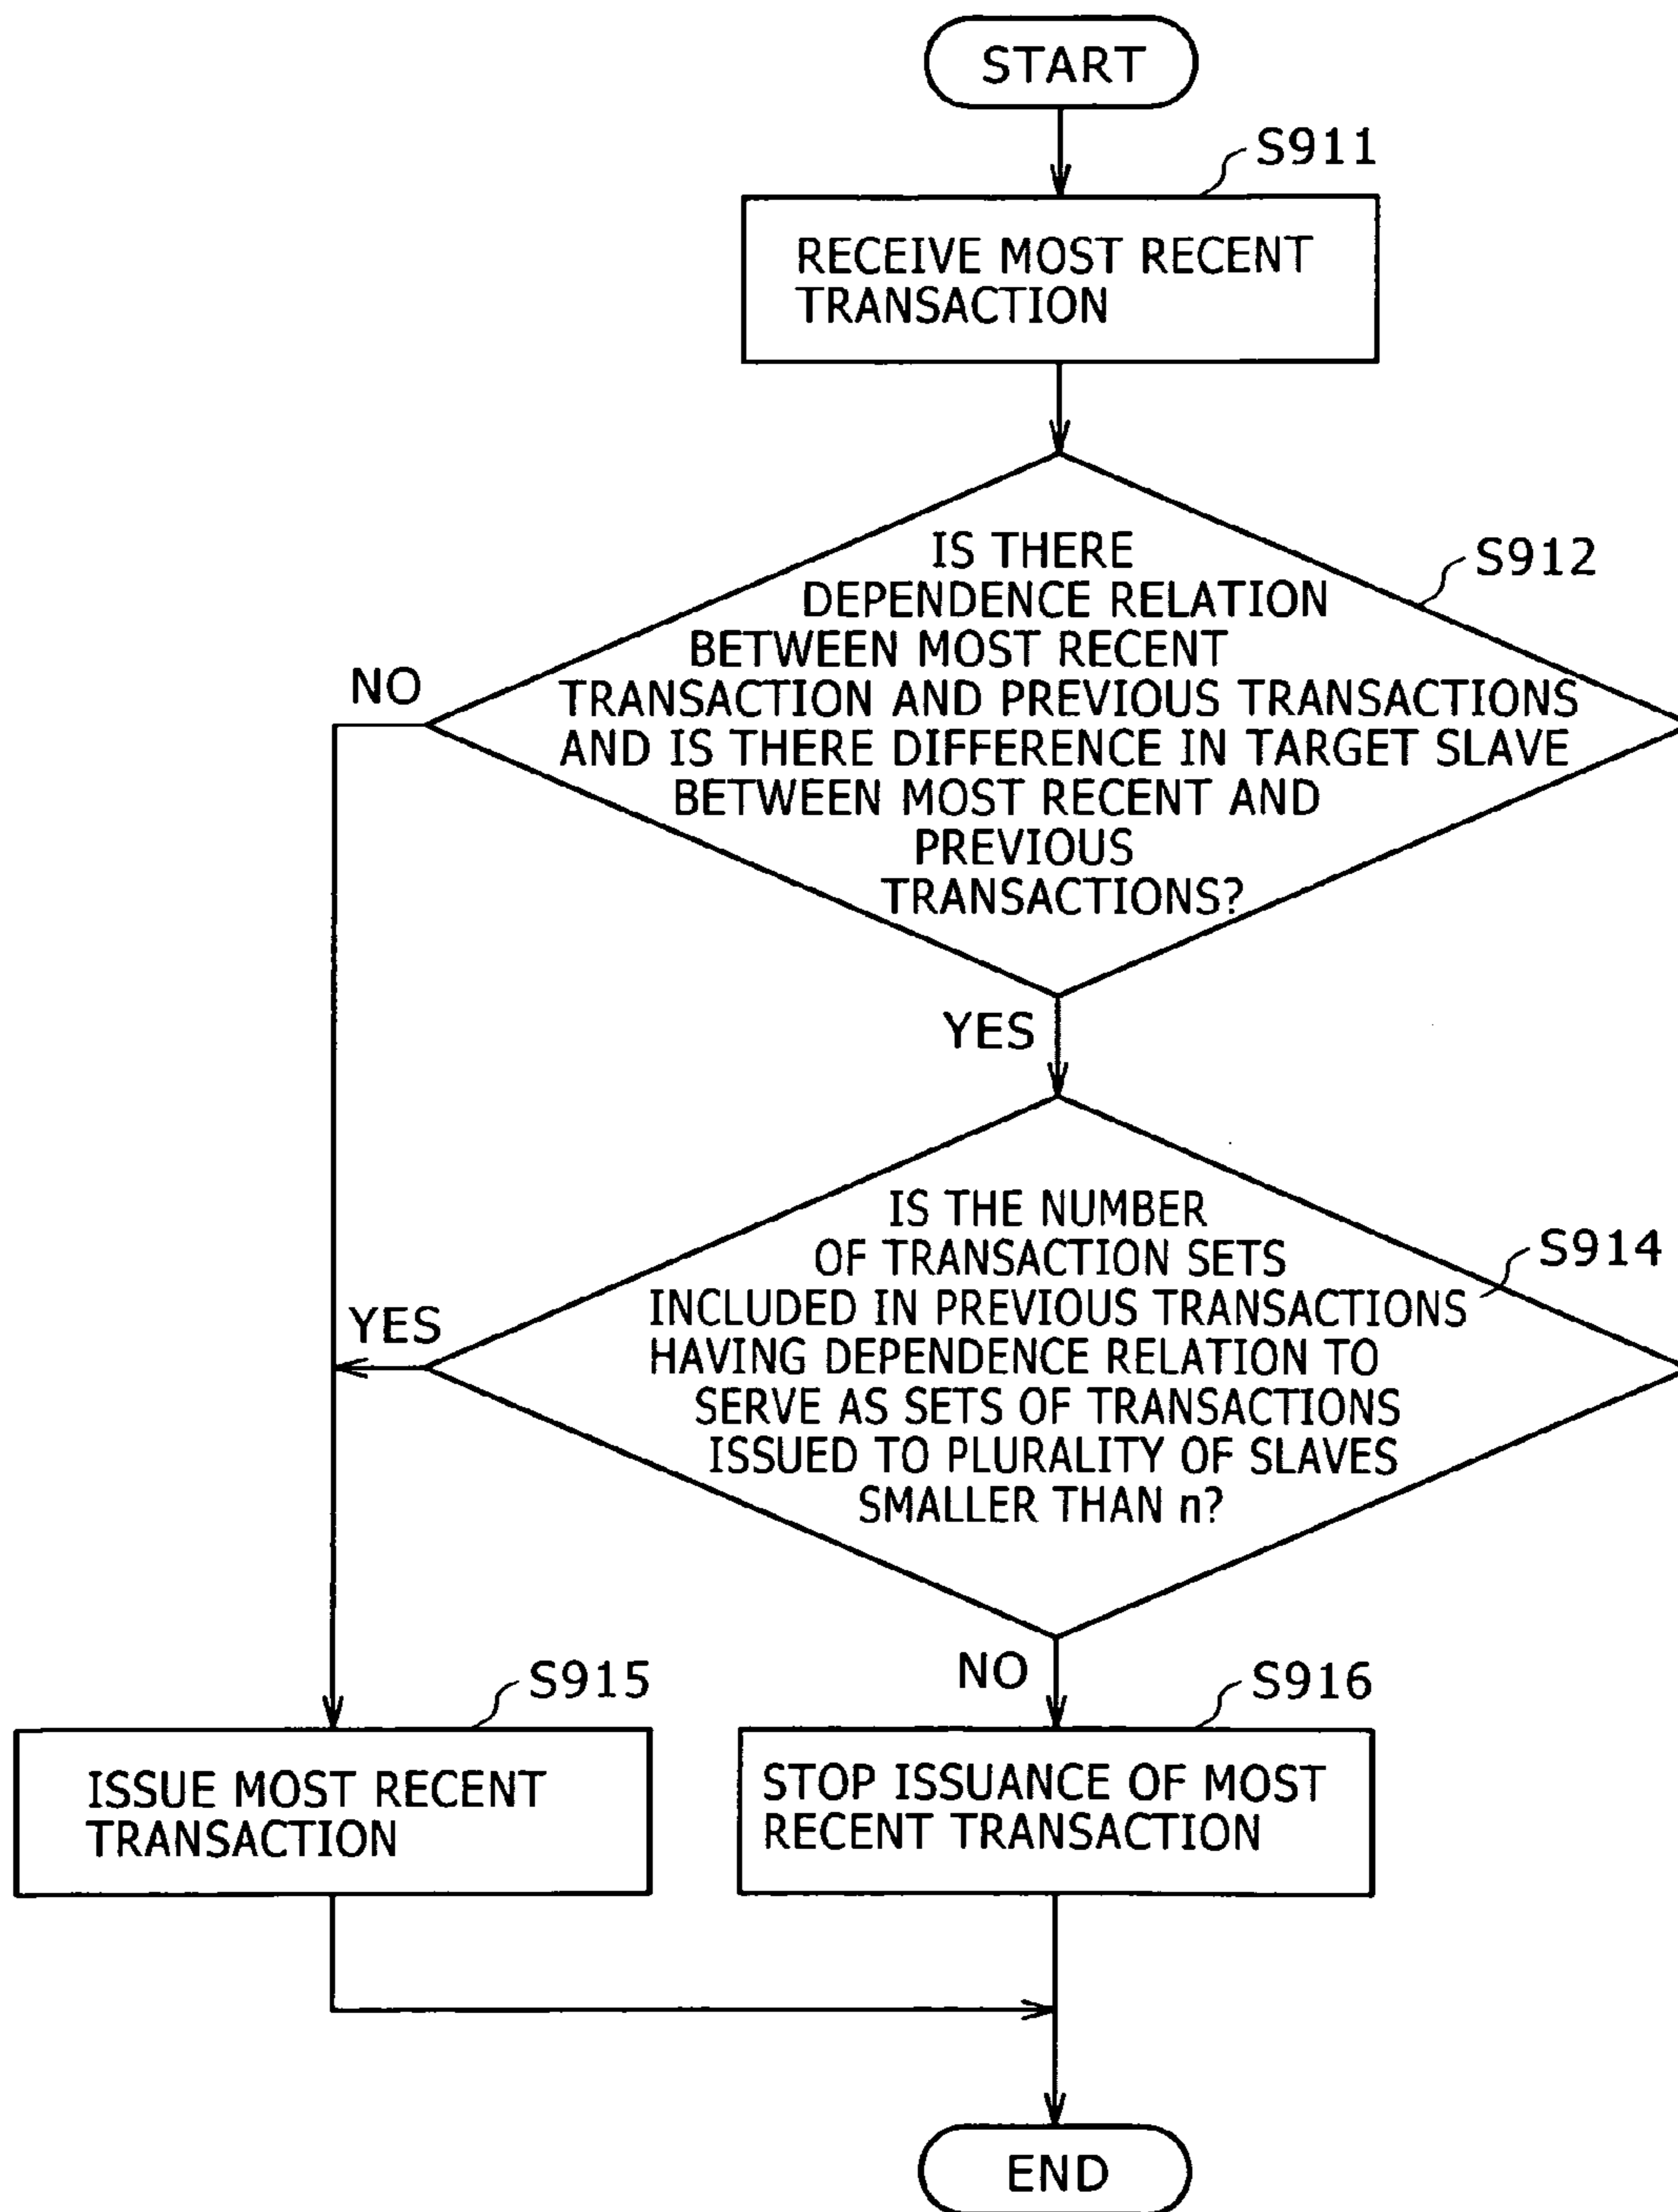 START
S911
RECEIVE MOST RECENT
TRANSACTION
S912
IS THERE
DEPENDENCE RELATION
BETWEEN MOST RECENT
TRANSACTION AND PREVIOUS TRANSACTIONS
AND IS THERE DIFFERENCE IN TARGET SLAVE
BETWEEN MOST RECENT AND
PREVIOUS
TRANSACTIONS?
NO
YES
S914
IS THE NUMBER
OF TRANSACTION SETS
INCLUDED IN PREVIOUS TRANSACTIONS
HAVING DEPENDENCE RELATION TO
SERVE AS SETS OF TRANSACTIONS
ISSUED TO PLURALITY OF SLAVES
SMALLER THAN n?
YES
NO
S915
ISSUE MOST RECENT
TRANSACTION
S916
STOP ISSUANCE OF MOST
RECENT TRANSACTION
END